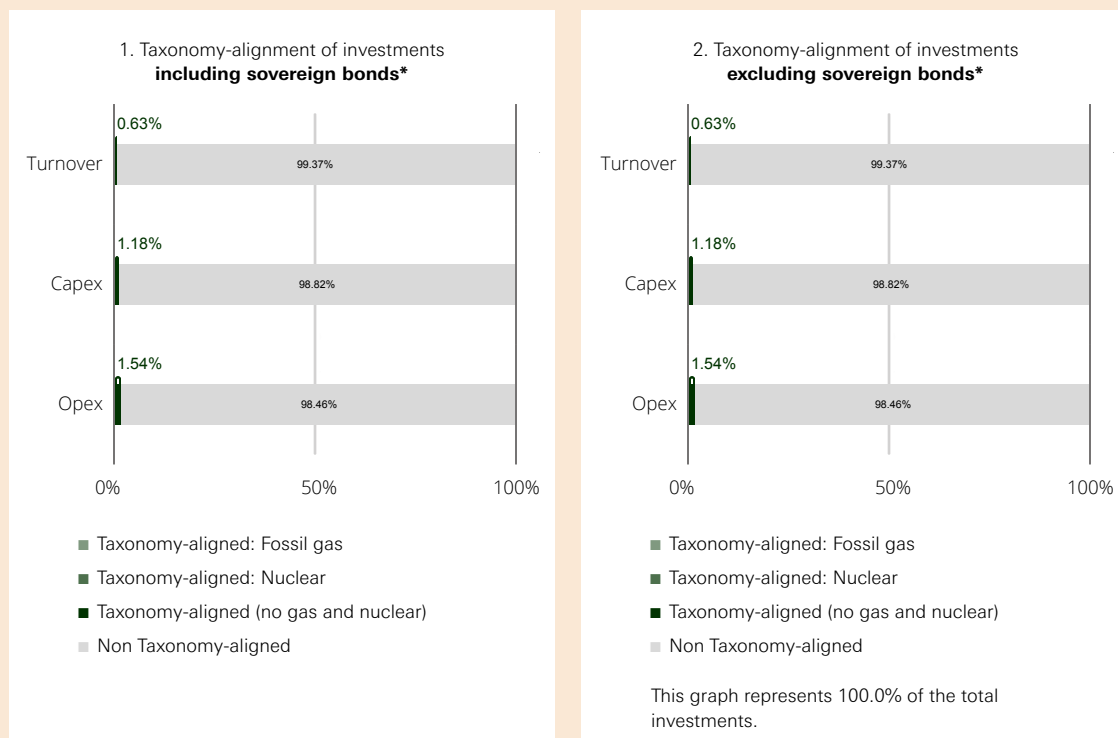 1. Taxonomy-alignment of investments
including sovereign bonds*
0.63%
Turnover
99.37%
1.18%
Capex
98.82%
1.54%
Opex
98.46%
0%
50%
100%
Taxonomy-aligned: Fossil gas
Taxonomy-aligned: Nuclear
Taxonomy-aligned (no gas and nuclear)
Non Taxonomy-aligned
2. Taxonomy-alignment of investments
excluding sovereign bonds*
0.63%
Turnover
99.37%
1.18%
Capex
98.82%
1.54%
Opex
98.46%
0%
50%
100%
Taxonomy-aligned: Fossil gas
Taxonomy-aligned: Nuclear
Taxonomy-aligned (no gas and nuclear)
Non Taxonomy-aligned
This graph represents 100.0% of the total
investments.